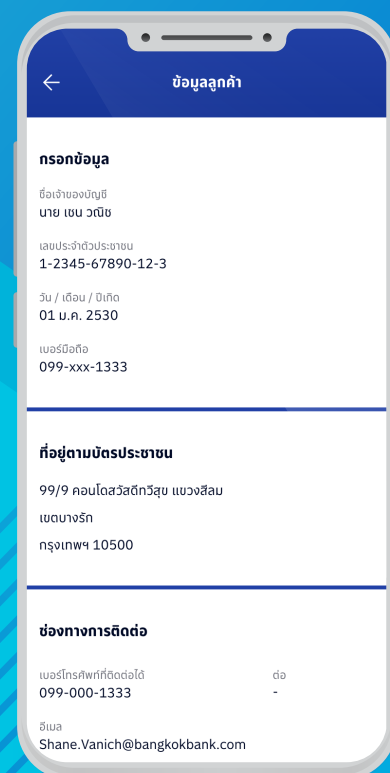 ข้อมูลลูกค้า
กรอกข้อมูล
ชื่อเจ้าของบัญชี
นาย เชน วณิช
เลขประจำตัวประชาชน
1-2345-67890-12-3
วัน / เดือน / ปีเกิด
01 ม.ค. 2530
เบอร์มือถือ
099-xxx-1333
ที่อยู่ตามบัตรประชาชน
99/9 คอนโดสวัสดีทวีสุข แขวงสีลม
เขตบางรัก
กรุงเทพฯ 10500
ช่องทางการติดต่อ
เบอร์โทรศัพท์ที่ติดต่อได้ ต่อ
099-000-1333 -
อีเมล
Shane.Vanich@bangkokbank.com